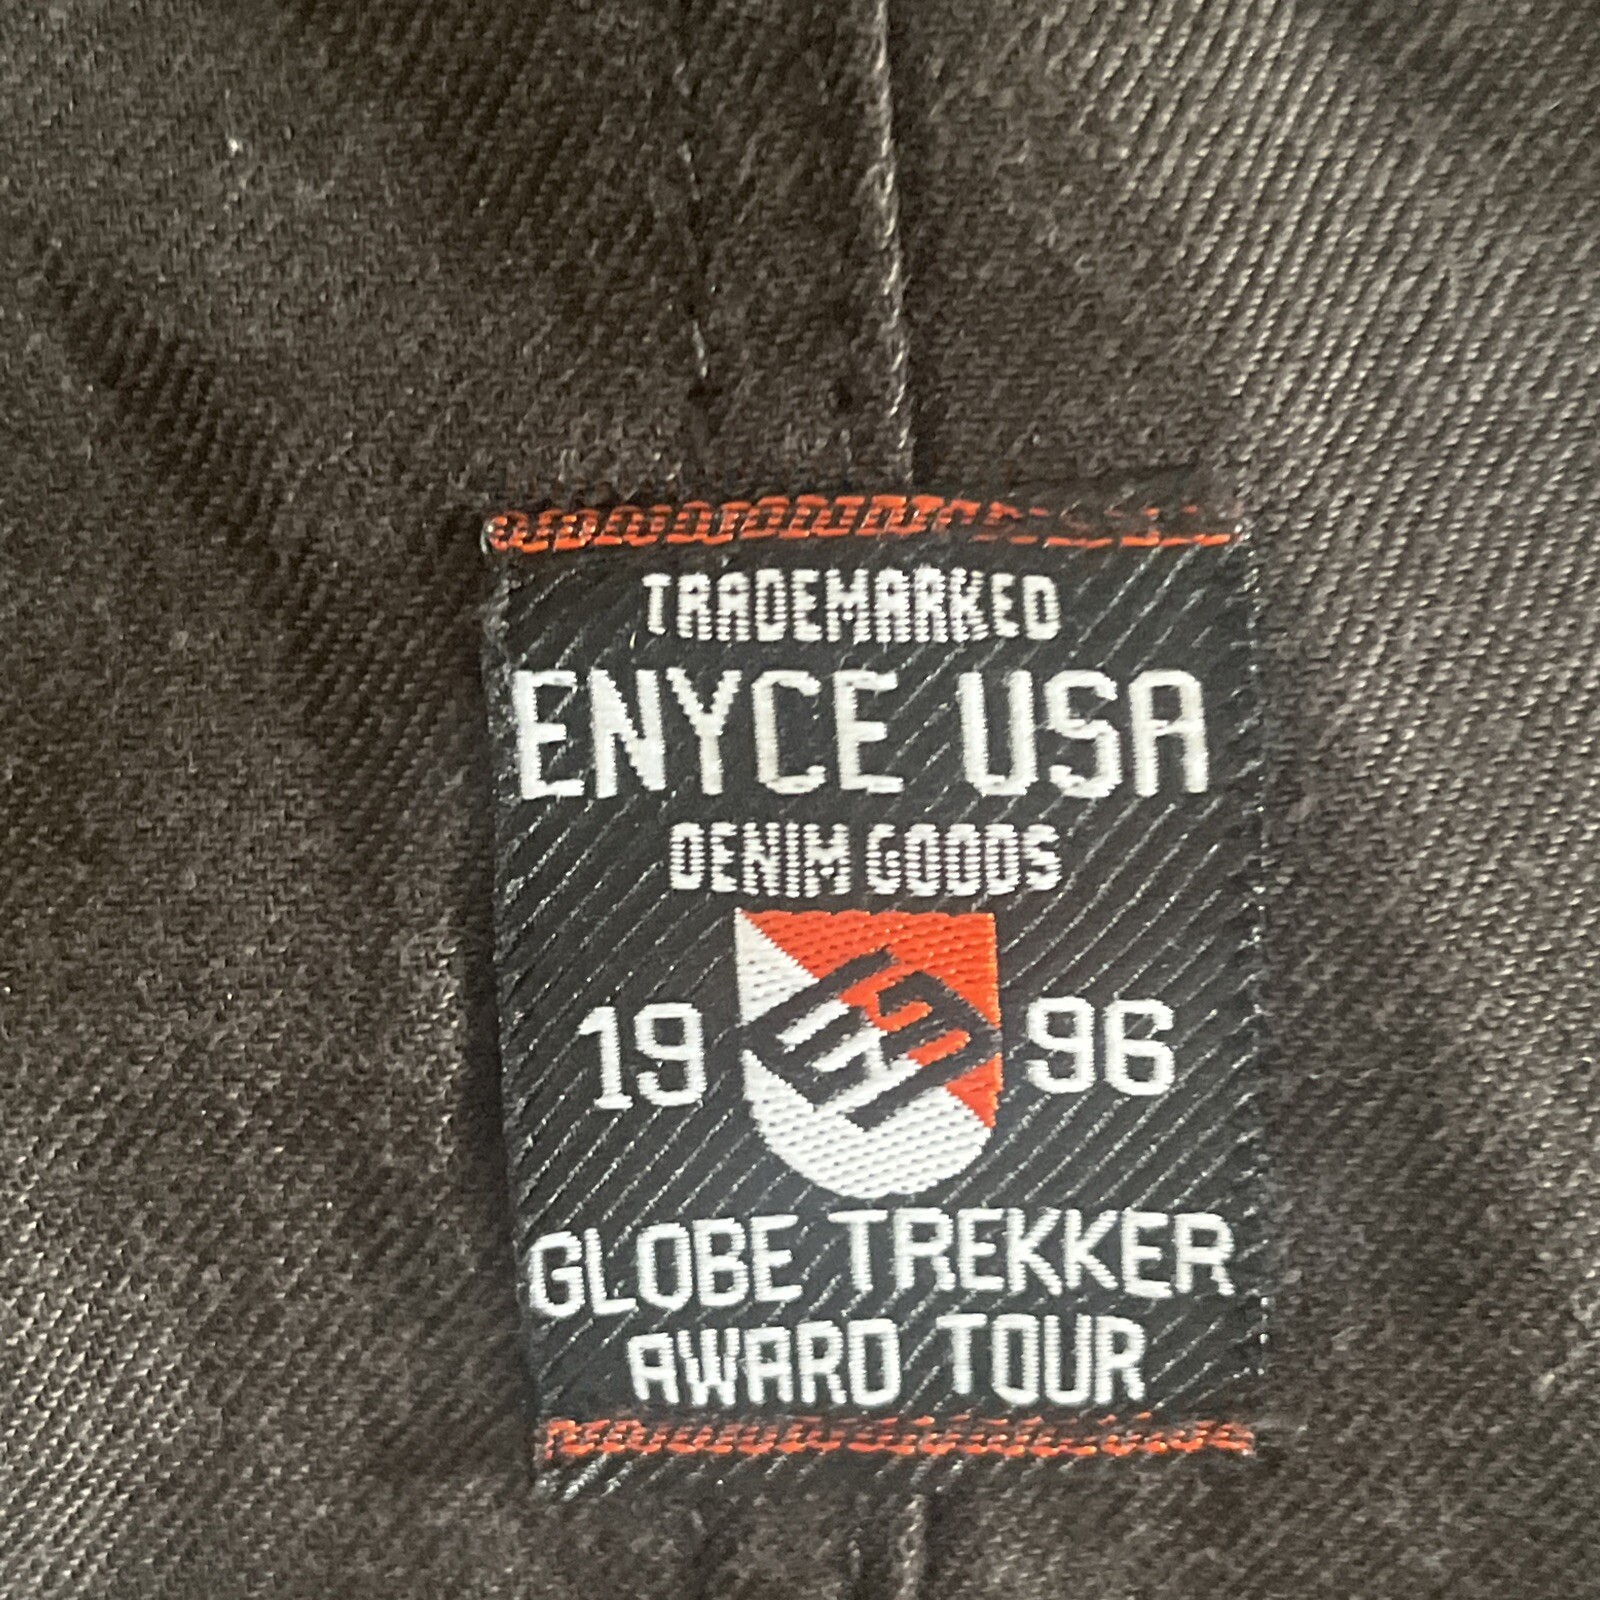 TRADEMARKED
ENYCE USA
DENIM GOODS
19 96
GLOBE TREKKER
AWARD TOUR